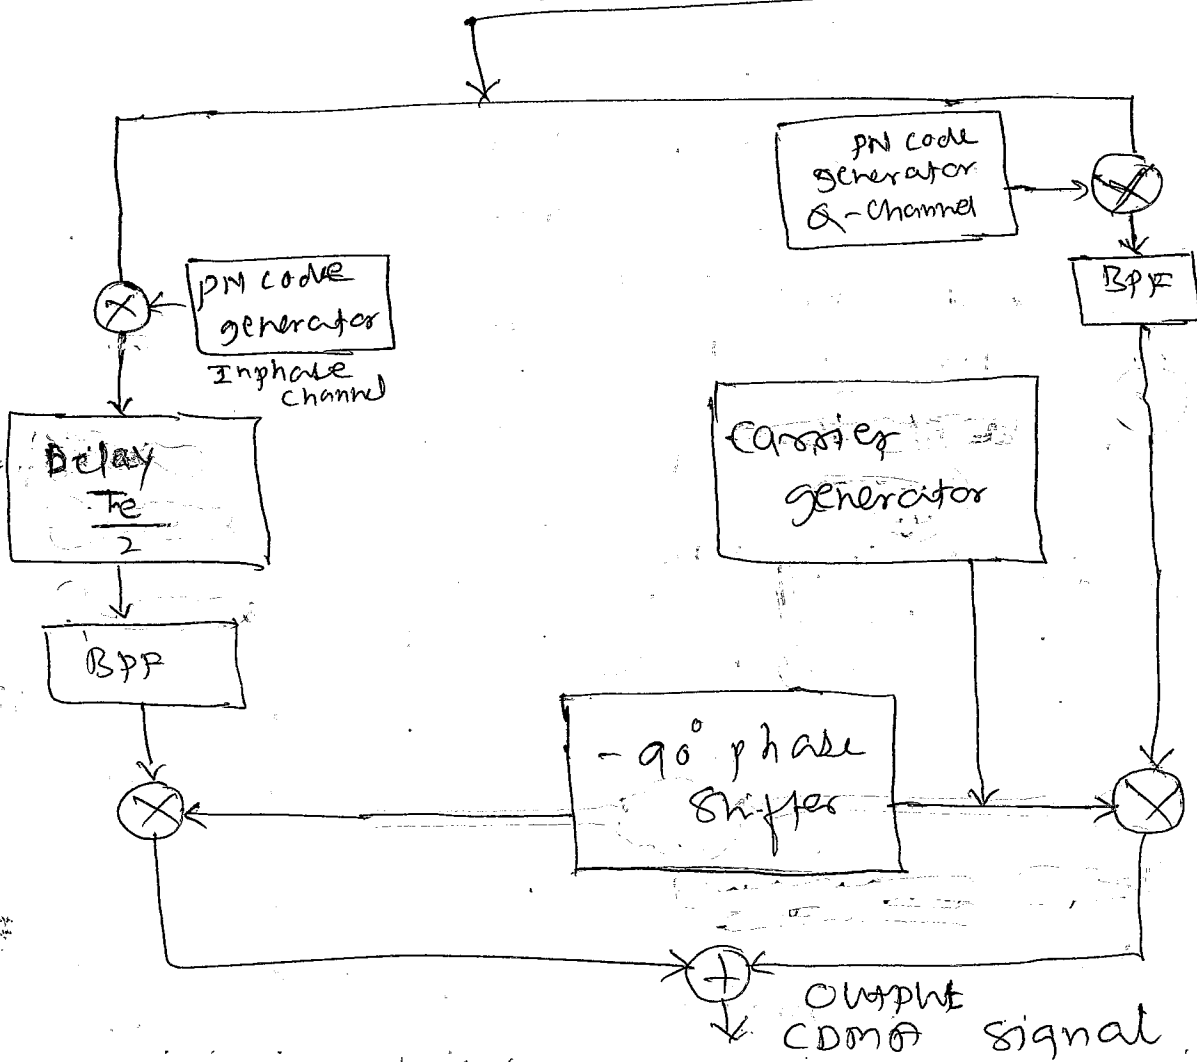 PN code
generator
Q-Channel
BPF
PN code
generator
Inphase
Channel
Carrier
generator
Delay
Tc
2
BPF
-90° phase
Shifter
Output
CDMA Signal